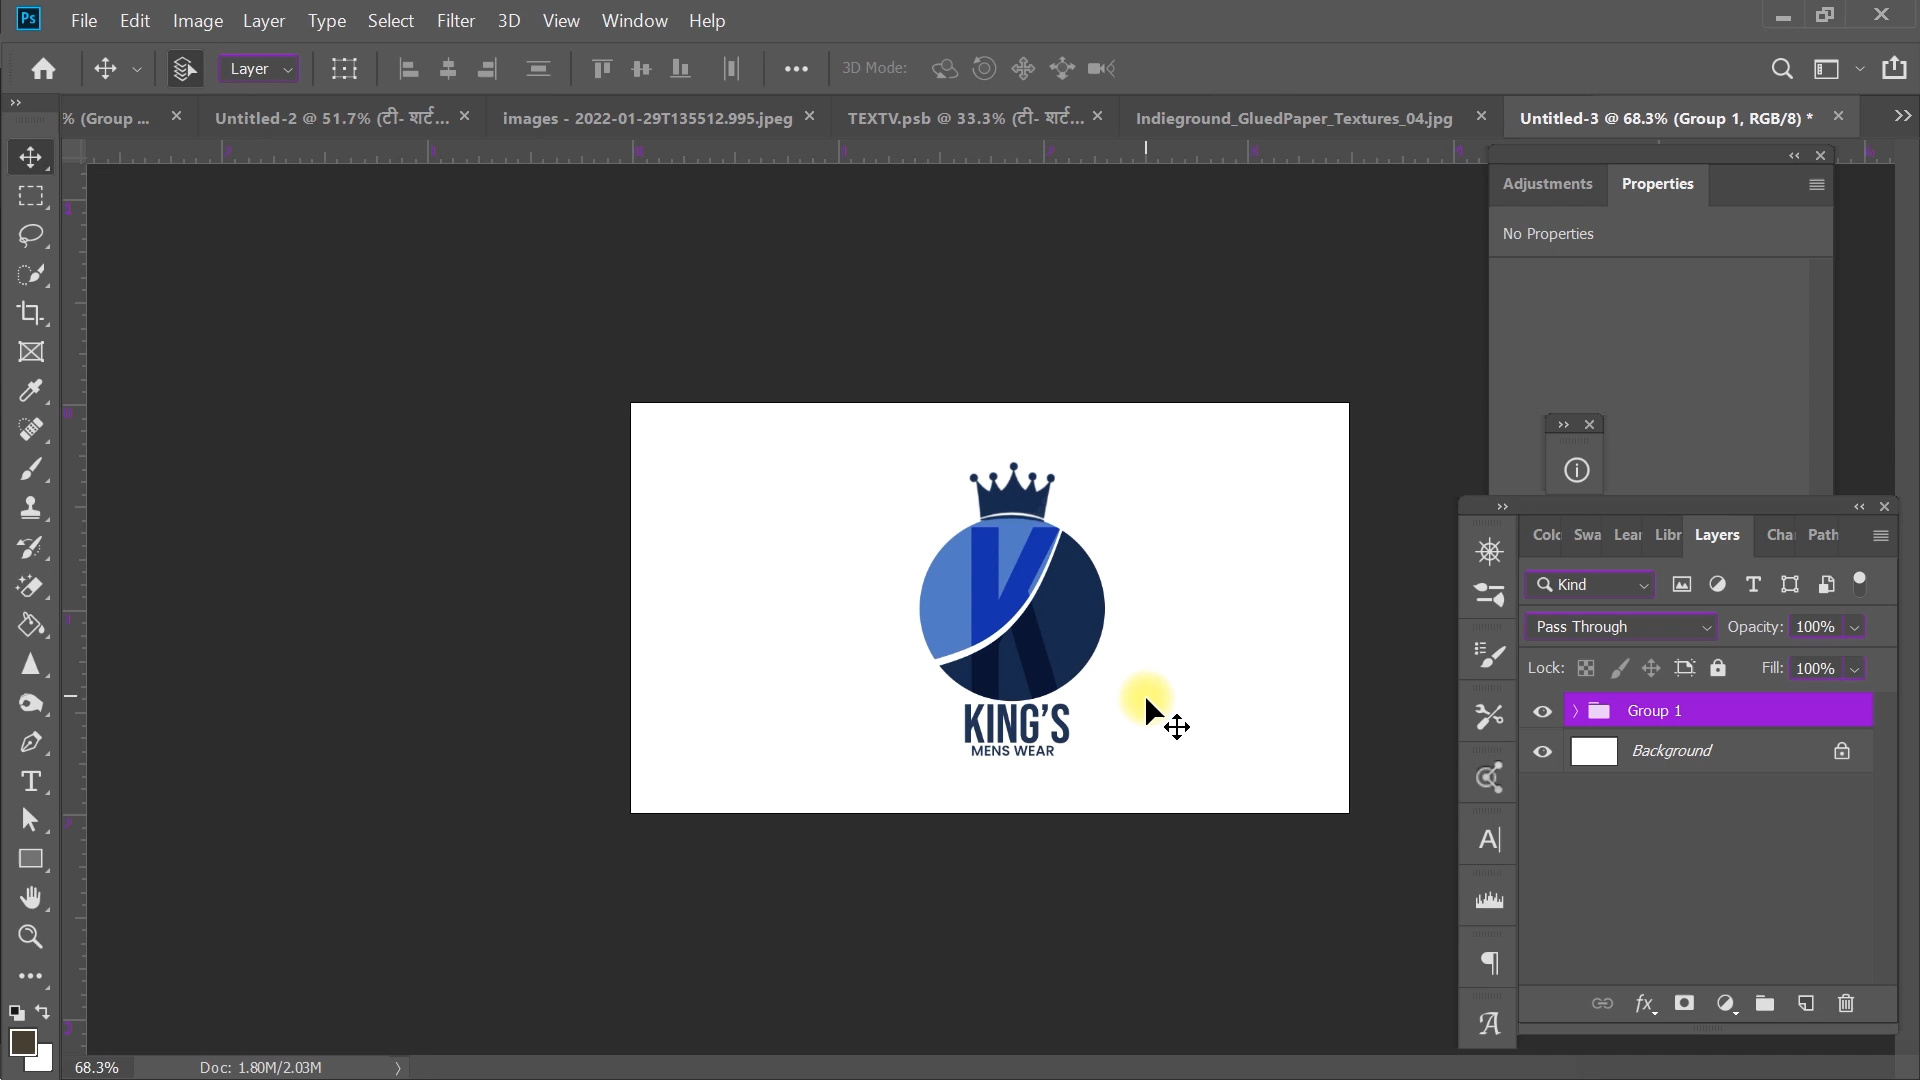 Ps File Edit Image Layer Type Select Filter 3D View Window Help
Layer 3D Mode:
% (Group ... Untitled-2 @ 51.7% (टी- शर्ट... images - 2022-01-29T135512.995.jpeg TEXTV.psb @ 33.3% (टी- शर्ट... Indieground_GluedPaper_Textures_04.jpg Untitled-3 @ 68.3% (Group 1, RGB/8) *
Adjustments Properties
No Properties
Colc Swa Lear Libr Layers Cha Path
Kind
Pass Through Opacity: 100%
Lock: Fill: 100%
Group 1
Background
K
KING'S
MENS WEAR
68.3% Doc: 1.80M/2.03M